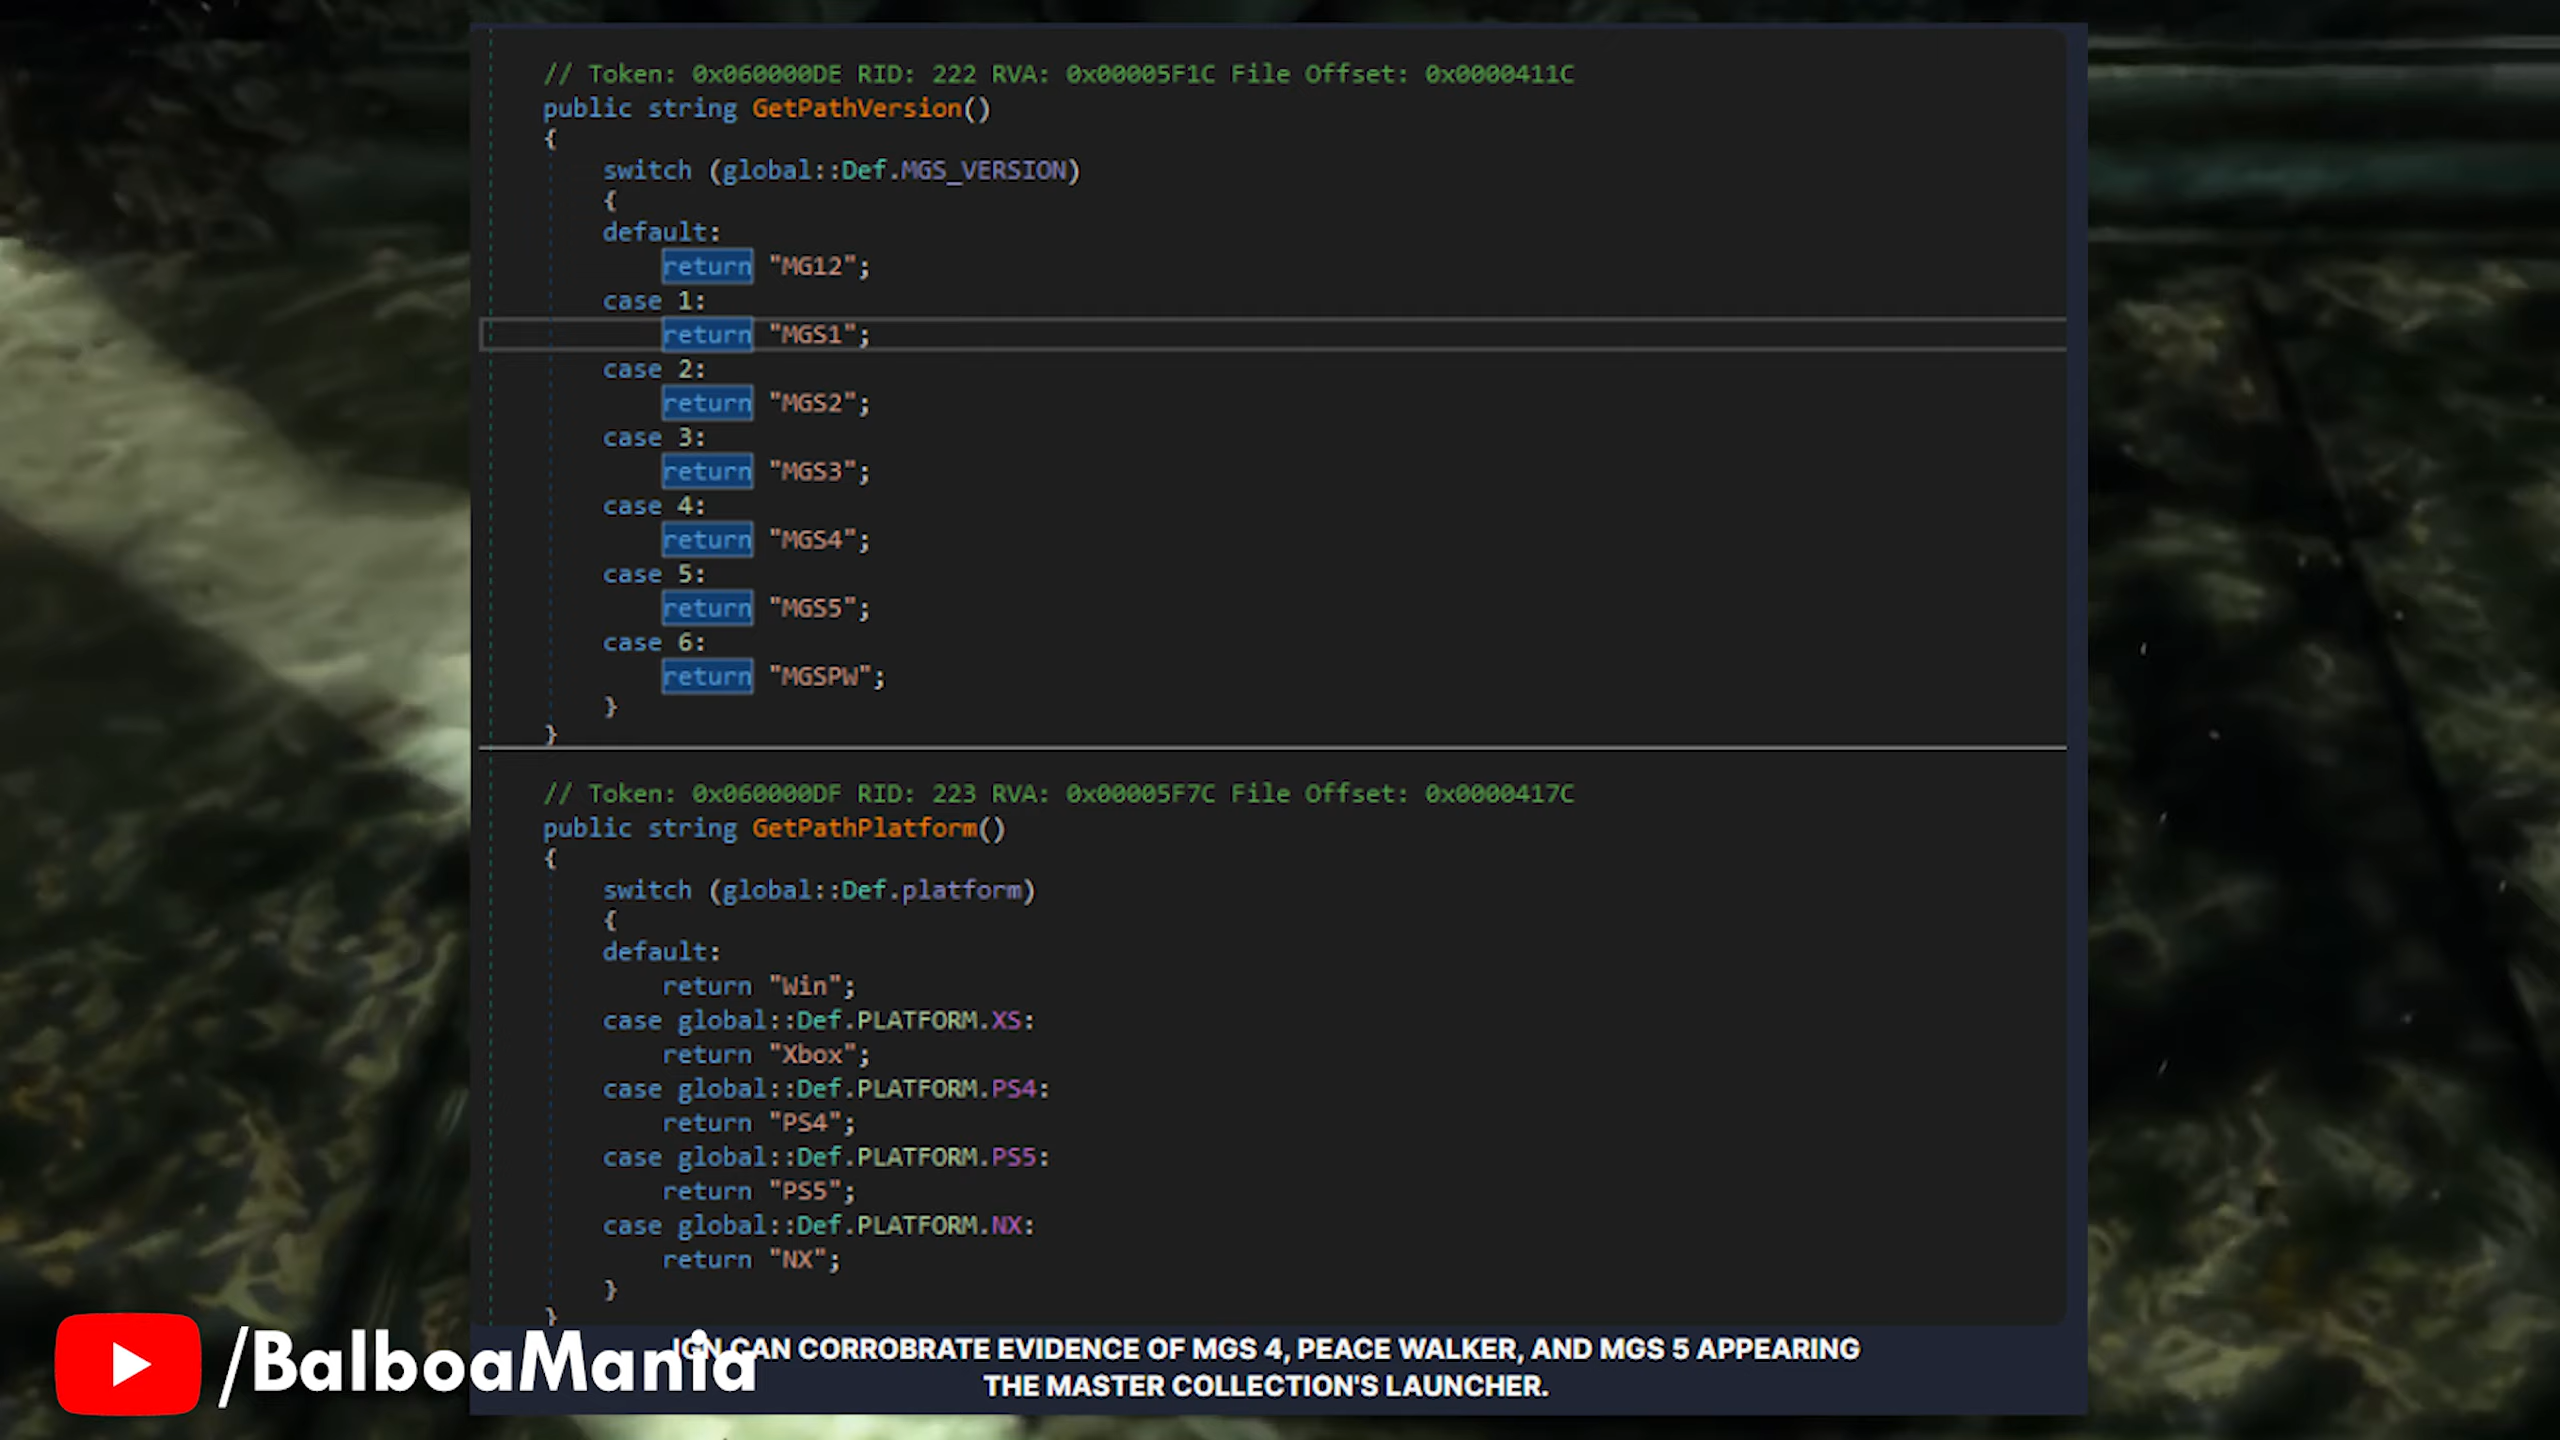 // Token: 0x060000DE RID: 222 RVA: 0x00005F1C File Offset: 0x0000411C
public string GetPathVersion()
{
switch (global::Def.MGS_VERSION)
{
default:
return "MG12";
case 1:
return "MGS1";
case 2:
return "MGS2";
case 3:
return "MGS3";
case 4:
return "MGS4";
case 5:
return "MGS5";
case 6:
return "MGSPW";
}
}
// Token: 0x060000DF RID: 223 RVA: 0x00005F7C File Offset: 0x0000417C
public string GetPathPlatform()
{
switch (global::Def.platform)
{
default:
return "Win";
case global::Def.PLATFORM.XS:
return "Xbox";
case global::Def.PLATFORM.PS4:
return "PS4";
case global::Def.PLATFORM.PS5:
return "PS5";
case global::Def.PLATFORM.NX:
return "NX";
}
}
IGN CAN CORROBRATE EVIDENCE OF MGS 4, PEACE WALKER, AND MGS 5 APPEARING
THE MASTER COLLECTION'S LAUNCHER.
/BalboaMania